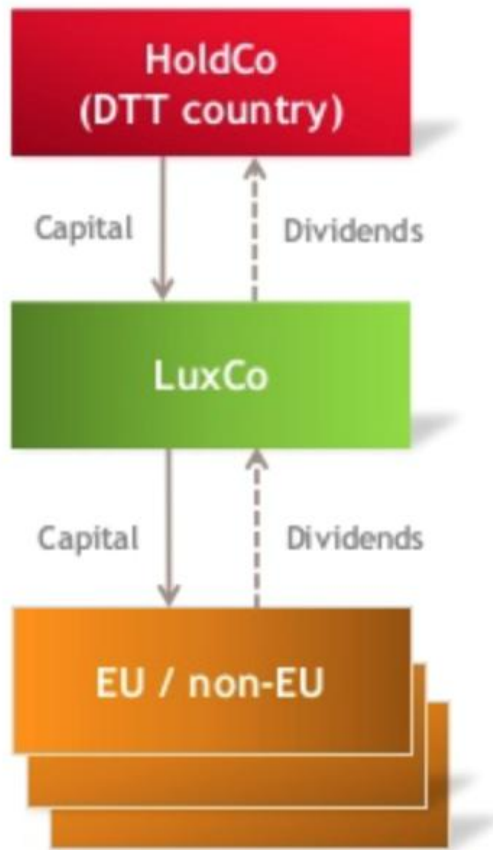 HoldCo
(DTT country)
Capital
Dividends
LuxCo
Capital
Dividends
EU / non-EU